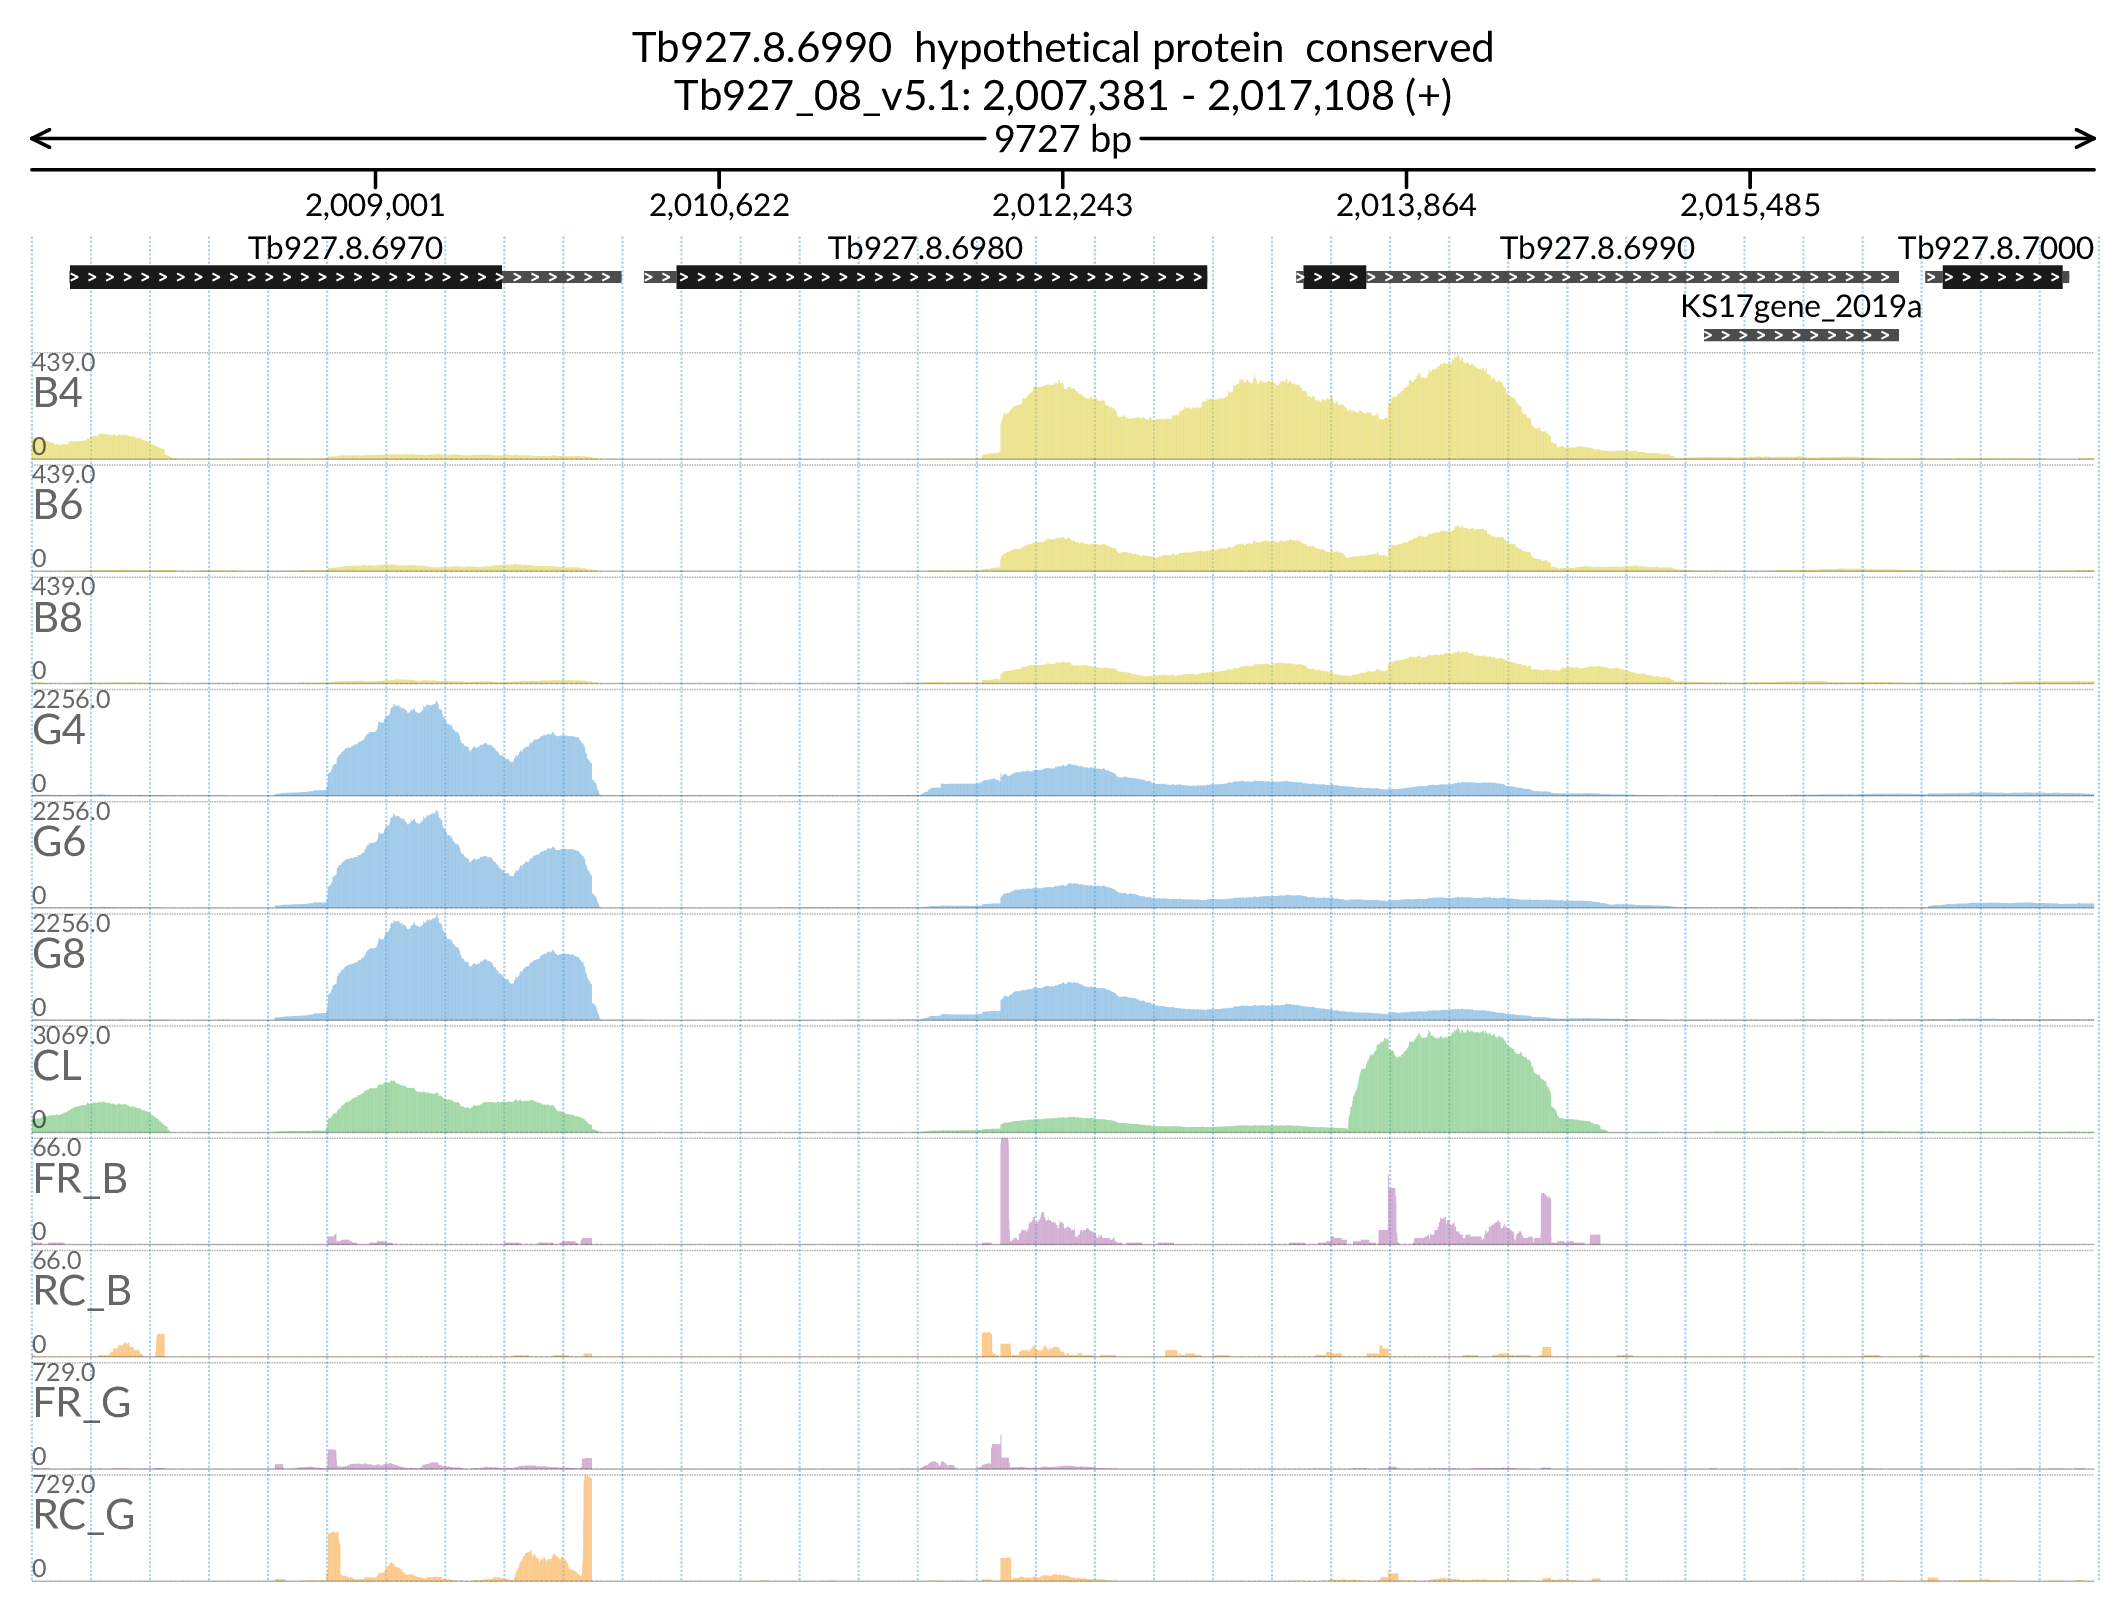 Tb927.8.6990  hypothetical protein  conserved
Tb927_08_v5.1: 2,007,381 - 2,017,108 (+)
9727 bp
2,009,001 2,010,622 2,012,243 2,013,864 2,015,485
Tb927.8.6970 Tb927.8.6980 Tb927.8.6990 Tb927.8.7000
KS17gene_2019a
439.0
B4
0
439.0
B6
0
439.0
B8
0
2256.0
G4
0
2256.0
G6
0
2256.0
G8
0
3069.0
CL
0
66.0
FR_B
0
66.0
RC_B
0
729.0
FR_G
0
729.0
RC_G
0